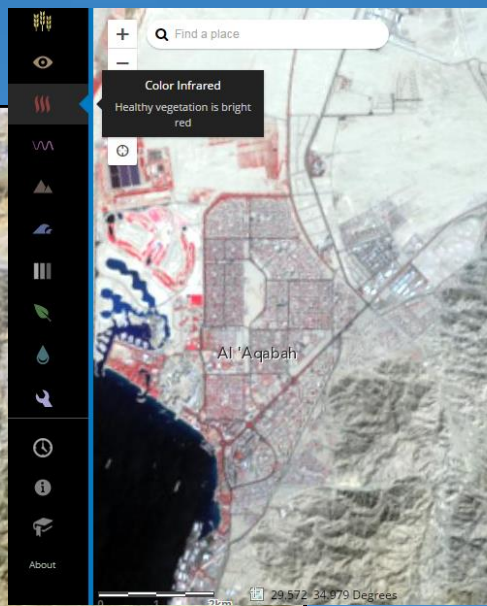 Find a place
Color Infrared
Healthy vegetation is bright
red
Al 'Aqabah
0 1 2km
29.572 34.979 Degrees
About